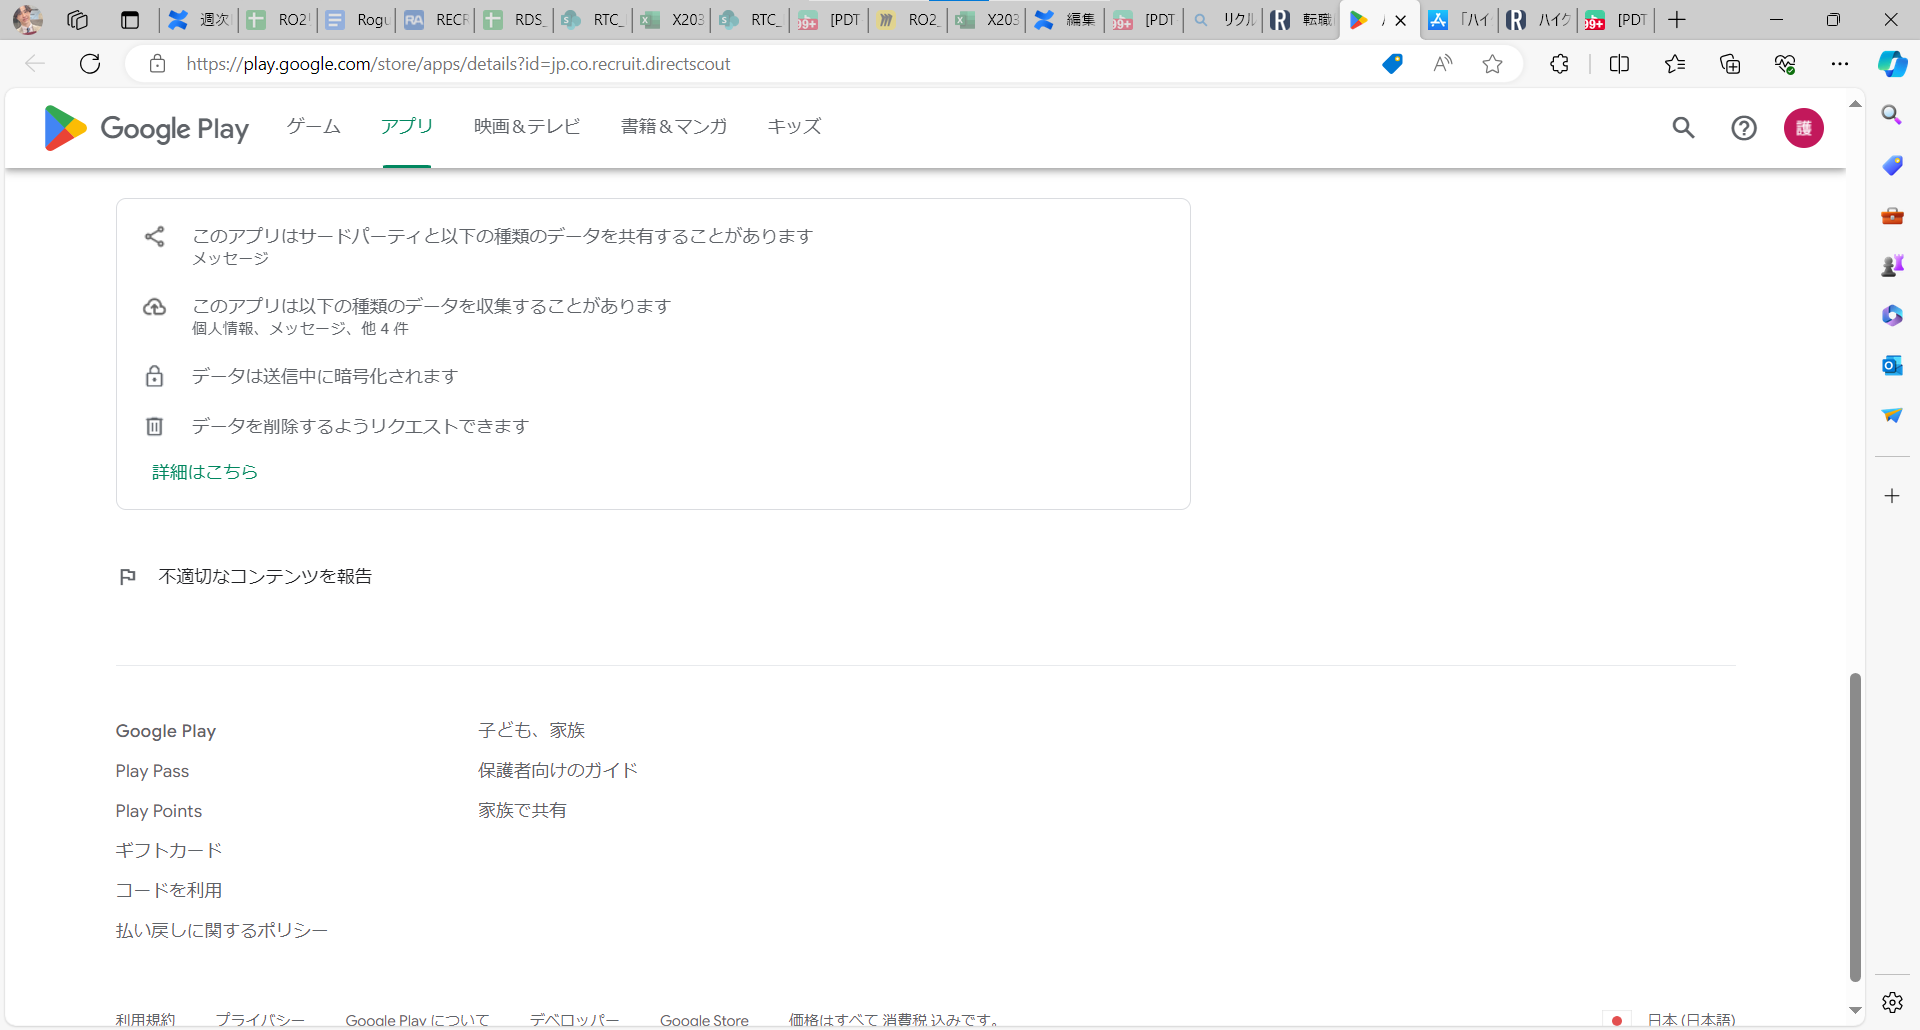 週次
RO2
Rogu
RECR
RDS_
RTC_
X203
RTC_
[PDT
RO2_
X203
編集
[PDT
リクル
転職
「ハイ
ハイク
[PDT
https://play.google.com/store/apps/details?id=jp.co.recruit.directscout
Google Play
ゲーム
アプリ
映画&テレビ
書籍&マンガ
キッズ
護
このアプリはサードパーティと以下の種類のデータを共有することがあります
メッセージ
このアプリは以下の種類のデータを収集することがあります
個人情報、メッセージ、他 4 件
データは送信中に暗号化されます
データを削除するようリクエストできます
詳細はこちら
不適切なコンテンツを報告
Google Play
Play Pass
Play Points
ギフトカード
コードを利用
払い戻しに関するポリシー
子ども、家族
保護者向けのガイド
家族で共有
利用規約
プライバシー
Google Play について
デベロッパー
Google Store
価格はすべて 消費税 込みです。
日本 (日本語)